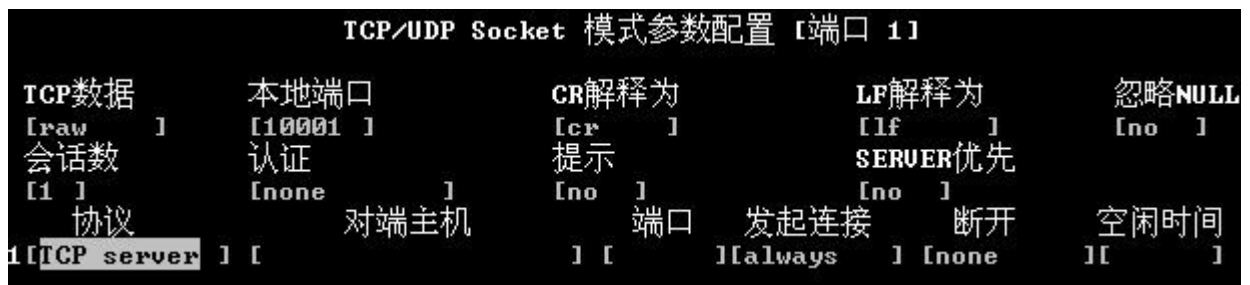 TCP/UDP Socket 模式参数配置 [端口 1]
TCP数据 本地端口 CR解释为 LF解释为 忽略NULL
[raw ] [10001 ] [cr ] [lf ] [no ]
会话数 认证 提示 SERVER优先
[1 ] [none ] [no ] [no ]
协议 对端主机 端口 发起连接 断开 空闲时间
1[TCP server ] [ ] [ ][always ] [none ][ ]